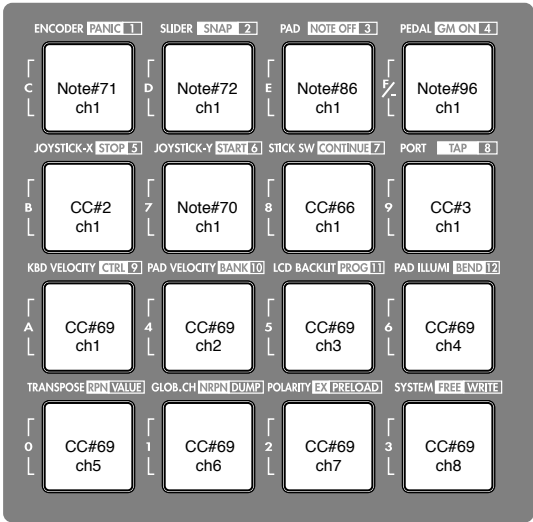 ENCODER PANIC 1 SLIDER SNAP 2 PAD NOTE OFF 3 PEDAL GM ON 4
C Note#71 D Note#72 E Note#86 F/- Note#96
ch1 ch1 ch1 ch1
JOYSTICK-X STOP 5 JOYSTICK-Y START 6 STICK SW CONTINUE 7 PORT TAP 8
B CC#2 7 Note#70 8 CC#66 9 CC#3
ch1 ch1 ch1 ch1
KBD VELOCITY CTRL 9 PAD VELOCITY BANK 10 LCD BACKLIT PROG 11 PAD ILLUMI BEND 12
A CC#69 4 CC#69 5 CC#69 6 CC#69
ch1 ch2 ch3 ch4
TRANSPOSE RPN VALUE GLOB.CH NRPN DUMP POLARITY EX PRELOAD SYSTEM FREE WRITE
0 CC#69 1 CC#69 2 CC#69 3 CC#69
ch5 ch6 ch7 ch8